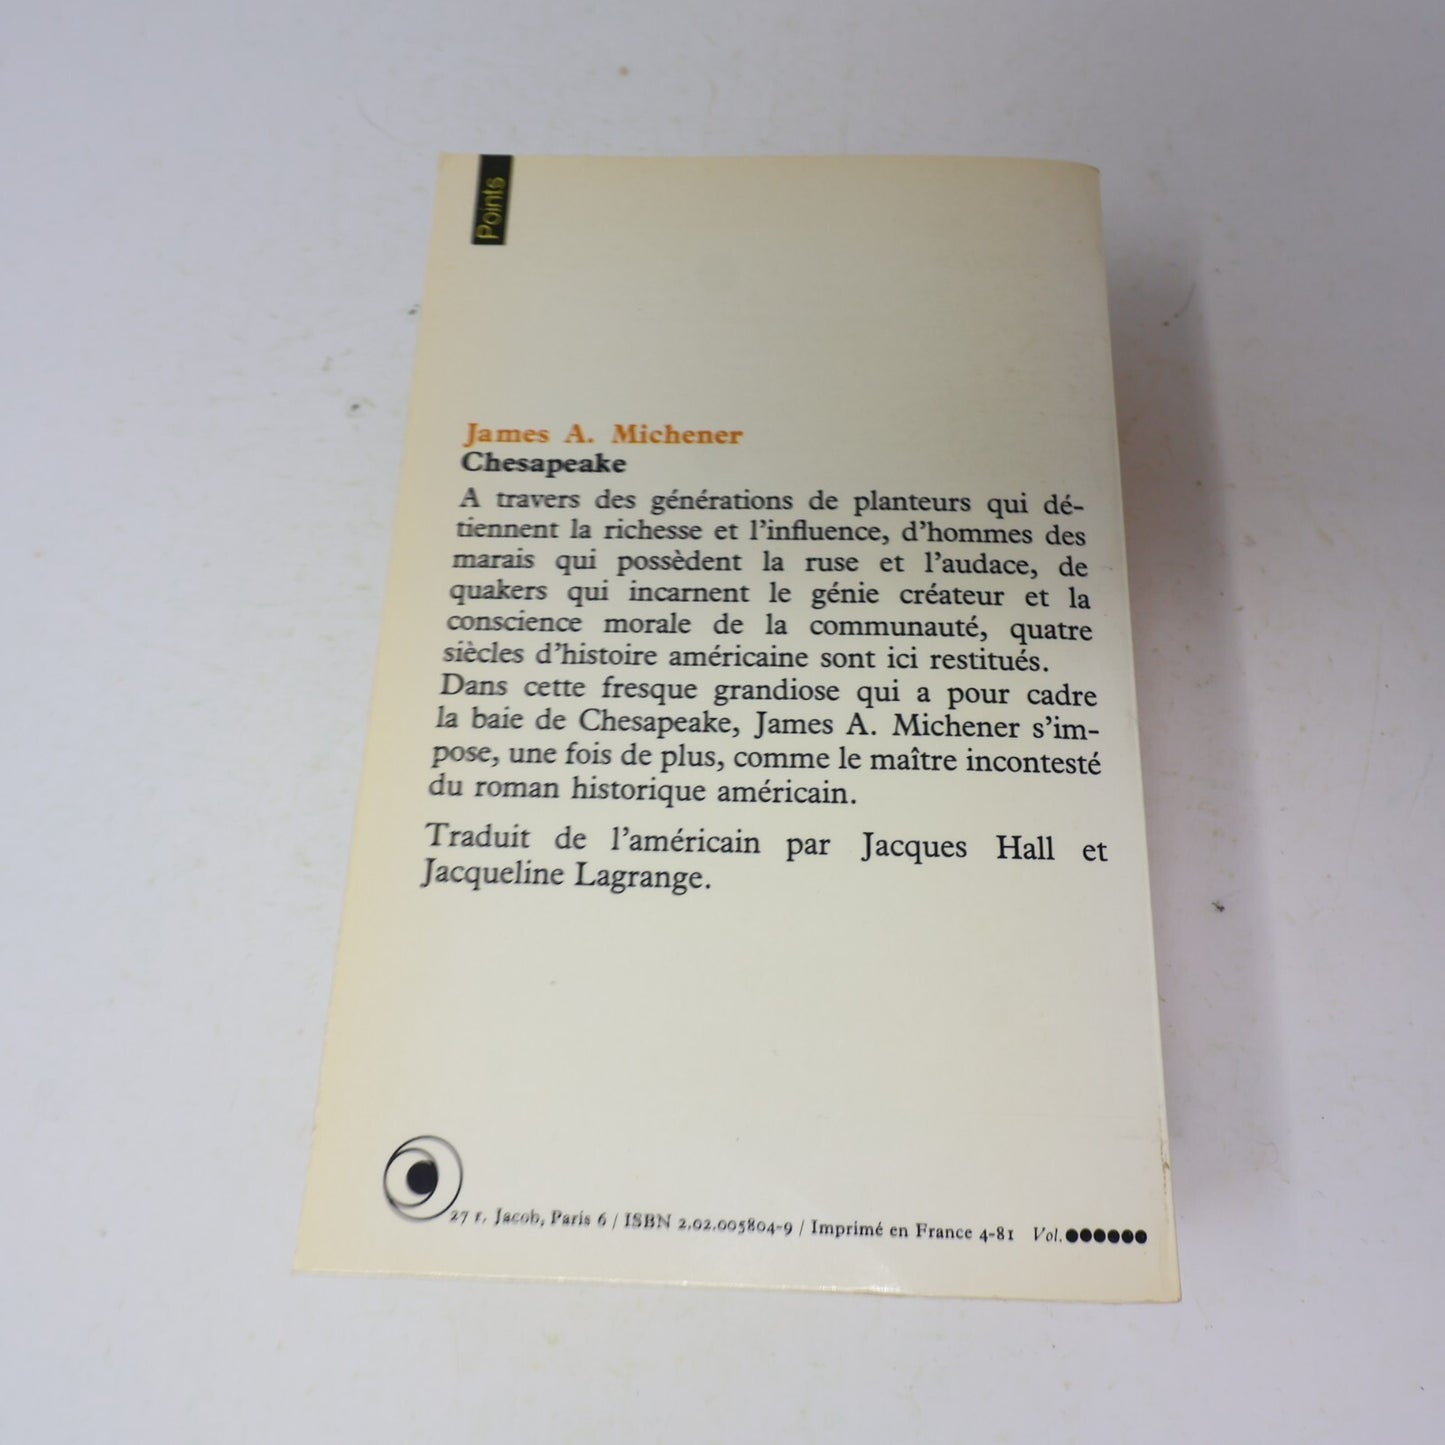 Points
James A. Michener
Chesapeake
A travers des générations de planteurs qui dé-
tiennent la richesse et l'influence, d'hommes des
marais qui possèdent la ruse et l'audace, de
quakers qui incarnent le génie créateur et la
conscience morale de la communauté, quatre
siècles d'histoire américaine sont ici restitués.
Dans cette fresque grandiose qui a pour cadre
la baie de Chesapeake, James A. Michener s'im-
pose, une fois de plus, comme le maître incontesté
du roman historique américain.
Traduit de l'américain par Jacques Hall et
Jacqueline Lagrange.
27 r. Jacob, Paris 6 / ISBN 2.02.005804-9 / Imprimé en France 4-81 Vol.●●●●●●